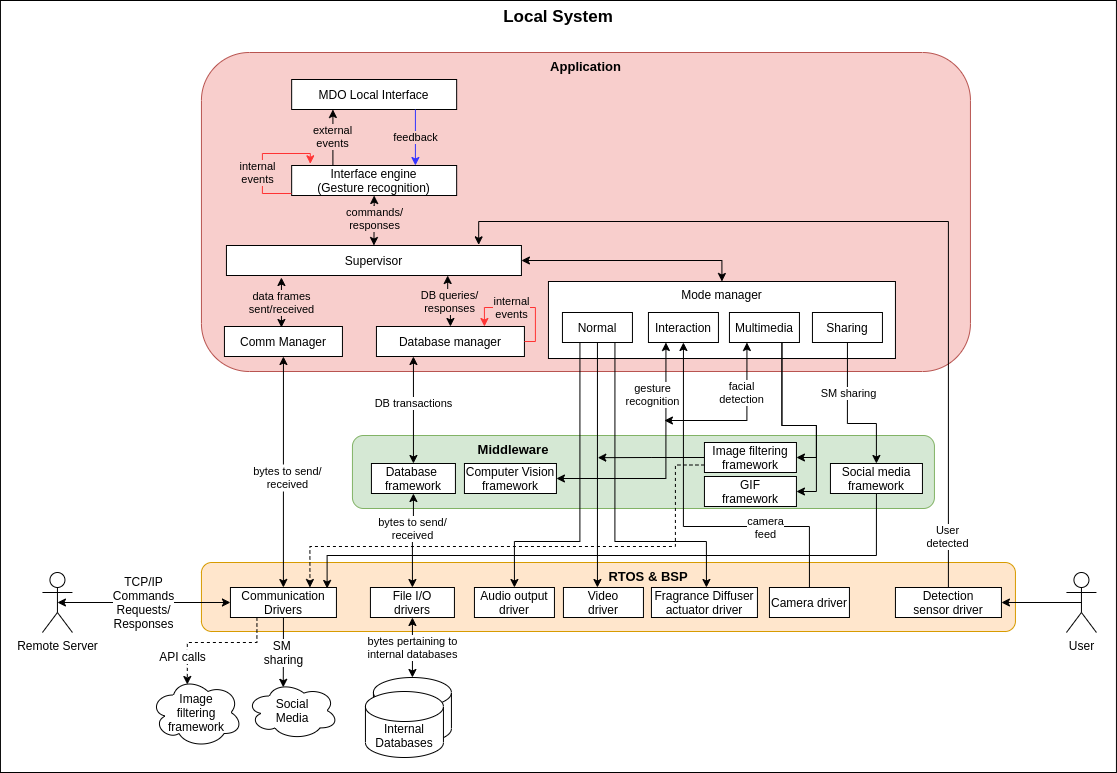 Local System
Application
MDO Local Interface
external
events
feedback
internal
events
Interface engine
(Gesture recognition)
commands/
responses
Supervisor
data frames
sent/received
DB queries/
responses
internal
events
Mode manager
Normal
Interaction
Multimedia
Sharing
Comm Manager
Database manager
gesture
recognition
facial
detection
SM sharing
DB transactions
bytes to send/
received
Middleware
Database
framework
Computer Vision
framework
Image filtering
framework
GIF
framework
Social media
framework
bytes to send/
received
camera
feed
User
detected
RTOS & BSP
Communication
Drivers
File I/O
drivers
Audio output
driver
Video
driver
Fragrance Diffuser
actuator driver
Camera driver
Detection
sensor driver
TCP/IP
Commands
Requests/
Responses
Remote Server
User
API calls
SM
sharing
bytes pertaining to
internal databases
Image
filtering
framework
Social
Media
Internal
Databases